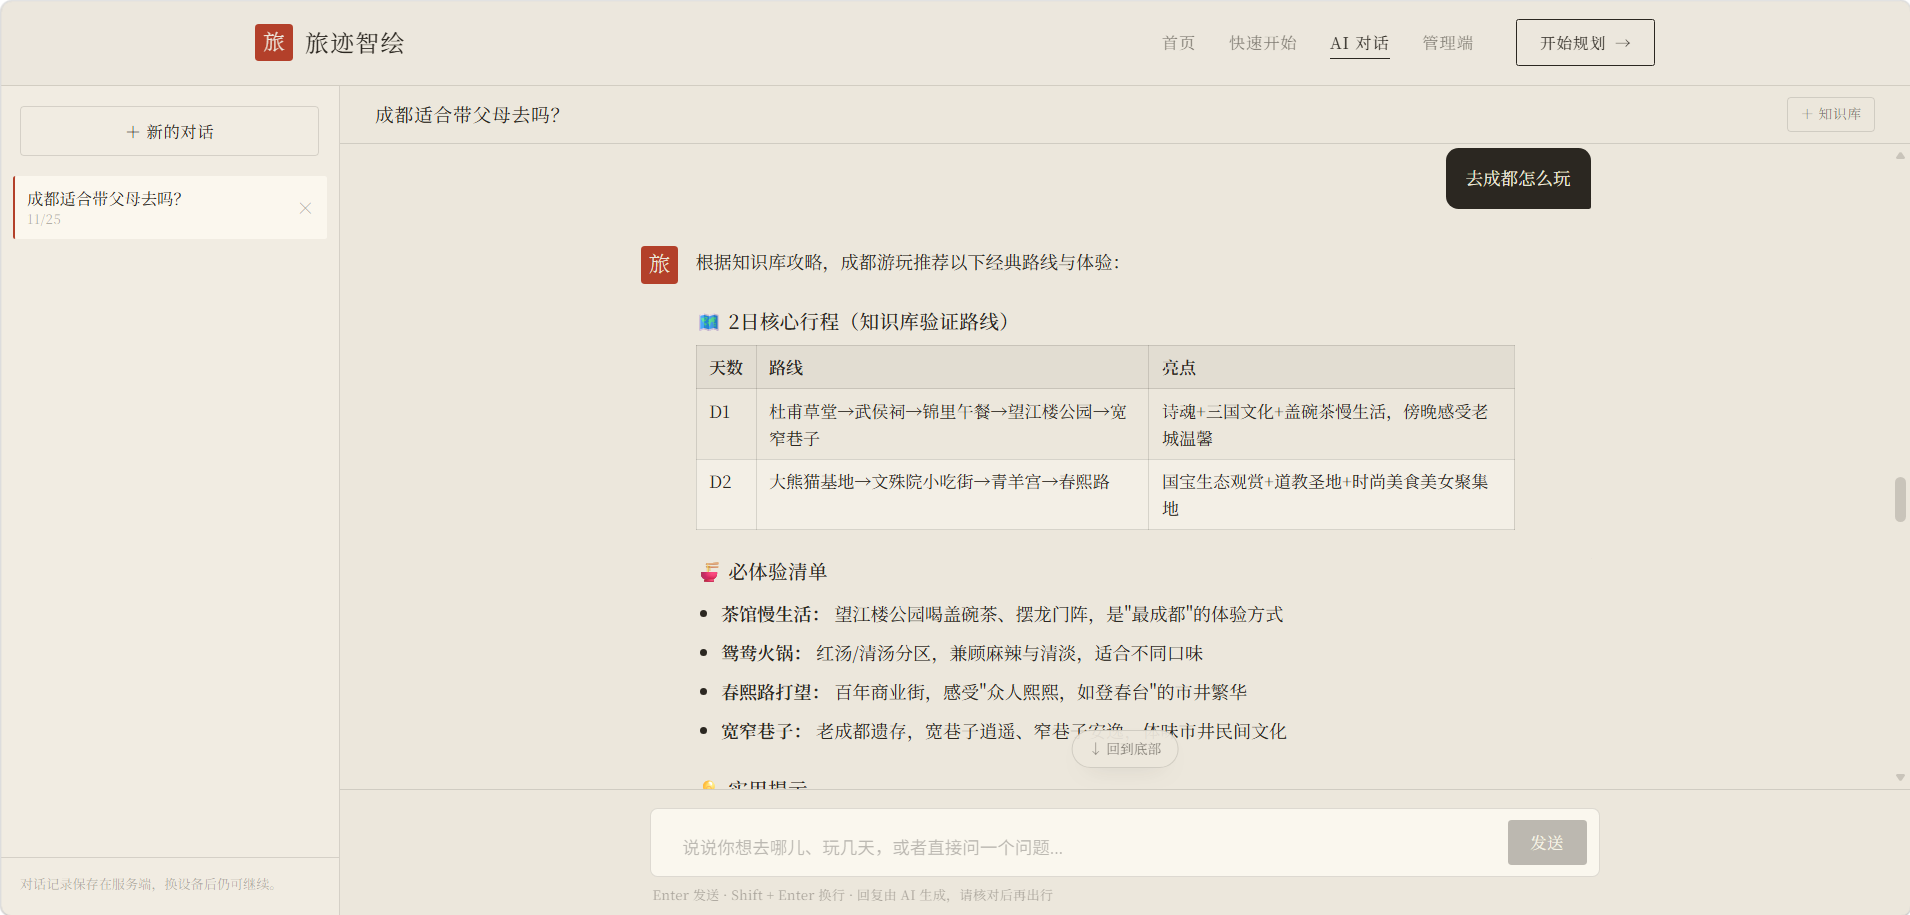 旅 旅迹智绘
首页 快速开始 AI 对话 管理端 开始规划 →
+ 新的对话
成都适合带父母去吗?
11/25
对话记录保存在服务端，换设备后仍可继续。
成都适合带父母去吗?
+ 知识库
去成都怎么玩
旅
根据知识库攻略，成都游玩推荐以下经典路线与体验：
2日核心行程（知识库验证路线）
天数 路线 亮点
D1 杜甫草堂→武侯祠→锦里午餐→望江楼公园→宽
窄巷子
诗魂+三国文化+盖碗茶慢生活，傍晚感受老
城温馨
D2 大熊猫基地→文殊院小吃街→青羊宫→春熙路
国宝生态观赏+道教圣地+时尚美食美女聚集
地
必体验清单
• 茶馆慢生活： 望江楼公园喝盖碗茶、摆龙门阵，是"最成都"的体验方式
• 鸳鸯火锅： 红汤/清汤分区，兼顾麻辣与清淡，适合不同口味
• 春熙路打望： 百年商业街，感受"众人熙熙，如登春台"的市井繁华
• 宽窄巷子： 老成都遗存，宽巷子逍遥、窄巷子安逸，体味市井民间文化
↓ 回到底部
实用提示
说说你想去哪儿、玩几天，或者直接问一个问题...
发送
Enter 发送 · Shift + Enter 换行 · 回复由 AI 生成，请核对后再出行